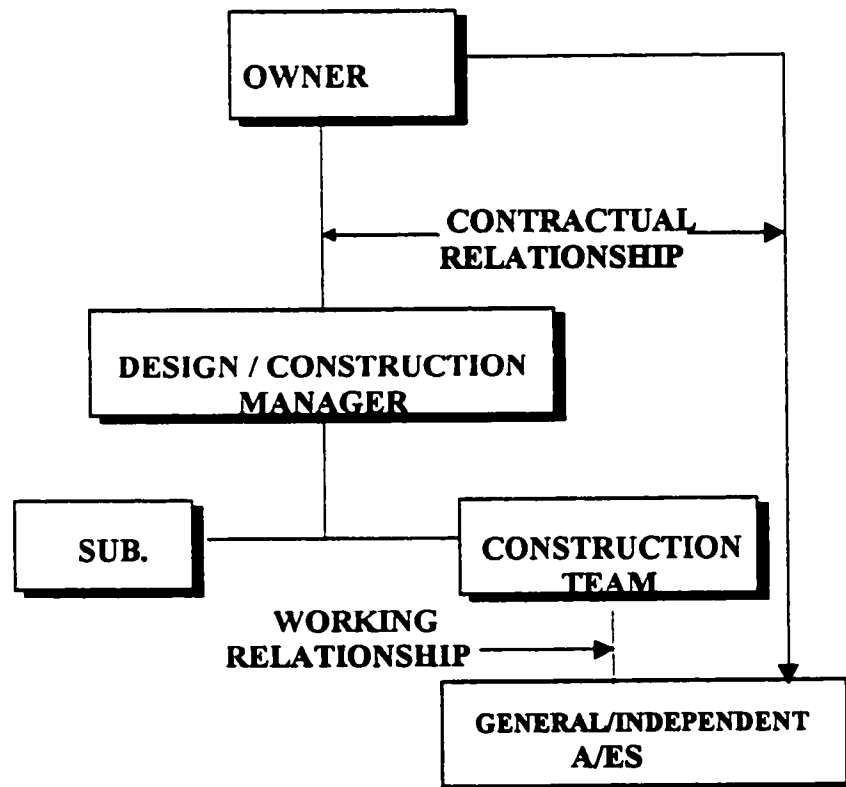 OWNER
CONTRACTUAL
RELATIONSHIP
DESIGN / CONSTRUCTION
MANAGER
SUB.
CONSTRUCTION
TEAM
WORKING
RELATIONSHIP
GENERAL/INDEPENDENT
A/ES